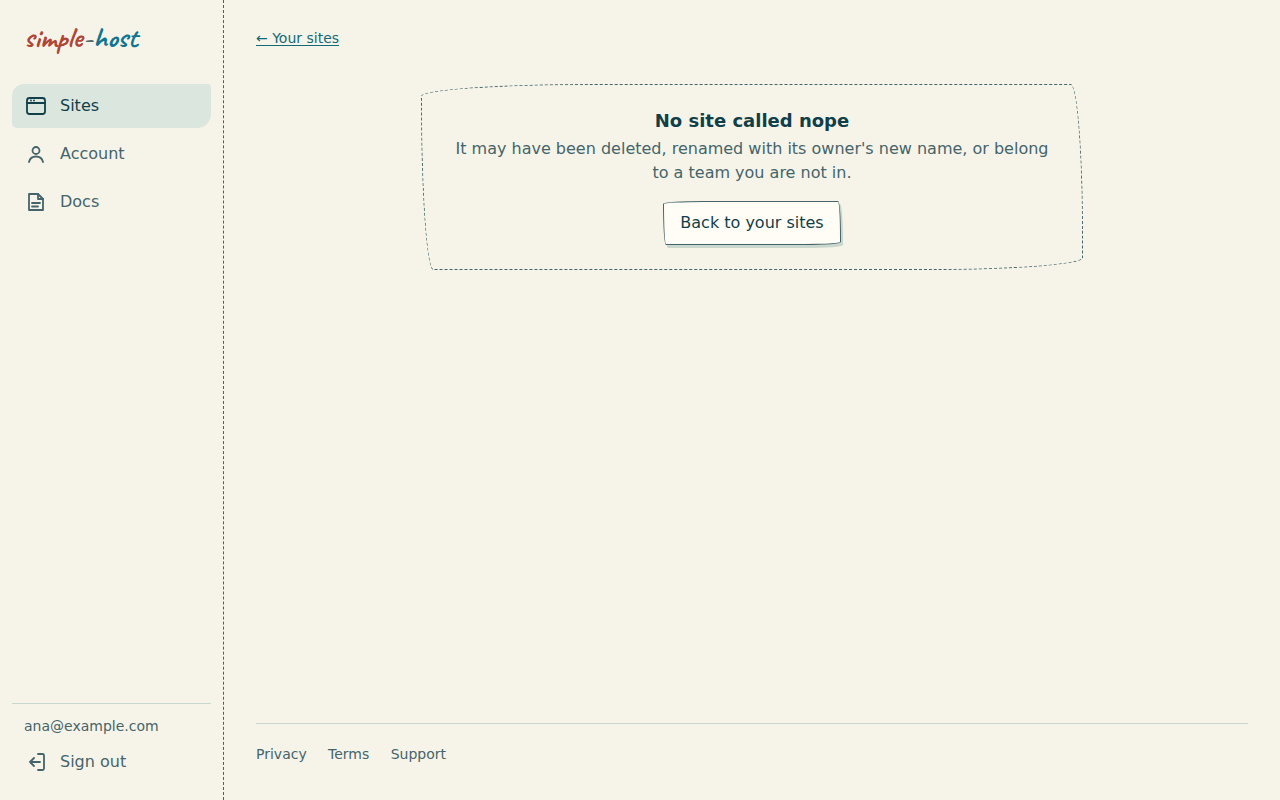 simple-host
Sites
Account
Docs
ana@example.com
Sign out
← Your sites
No site called nope
It may have been deleted, renamed with its owner's new name, or belong
to a team you are not in.
Back to your sites
Privacy Terms Support